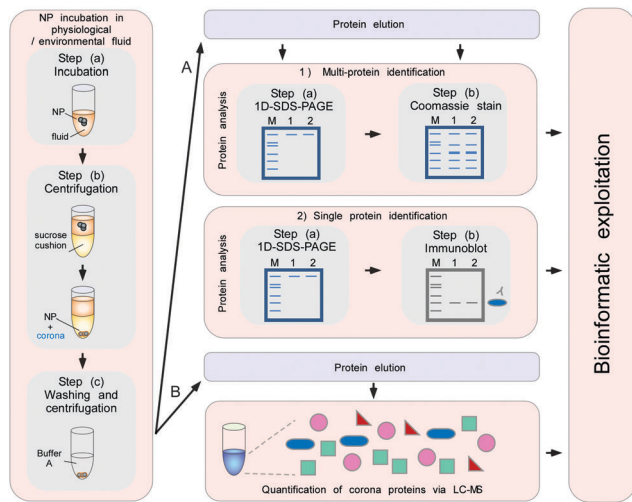 NP incubation in
physiological
/ environmental fluid
Step (a)
Incubation
NP
fluid
Step (b)
Centrifugation
sucrose
cushion
NP
+
corona
Step (c)
Washing and
centrifugation
Buffer
A
A
B
Protein elution
1) Multi-protein identification
Protein analysis
Step (a)
1D-SDS-PAGE
M 1 2
Step (b)
Coomassie stain
M 1 2
2) Single protein identification
Protein analysis
Step (a)
1D-SDS-PAGE
M 1 2
Step (b)
Immunoblot
M 1 2
Protein elution
Quantification of corona proteins via LC-MS
Bioinformatic exploitation